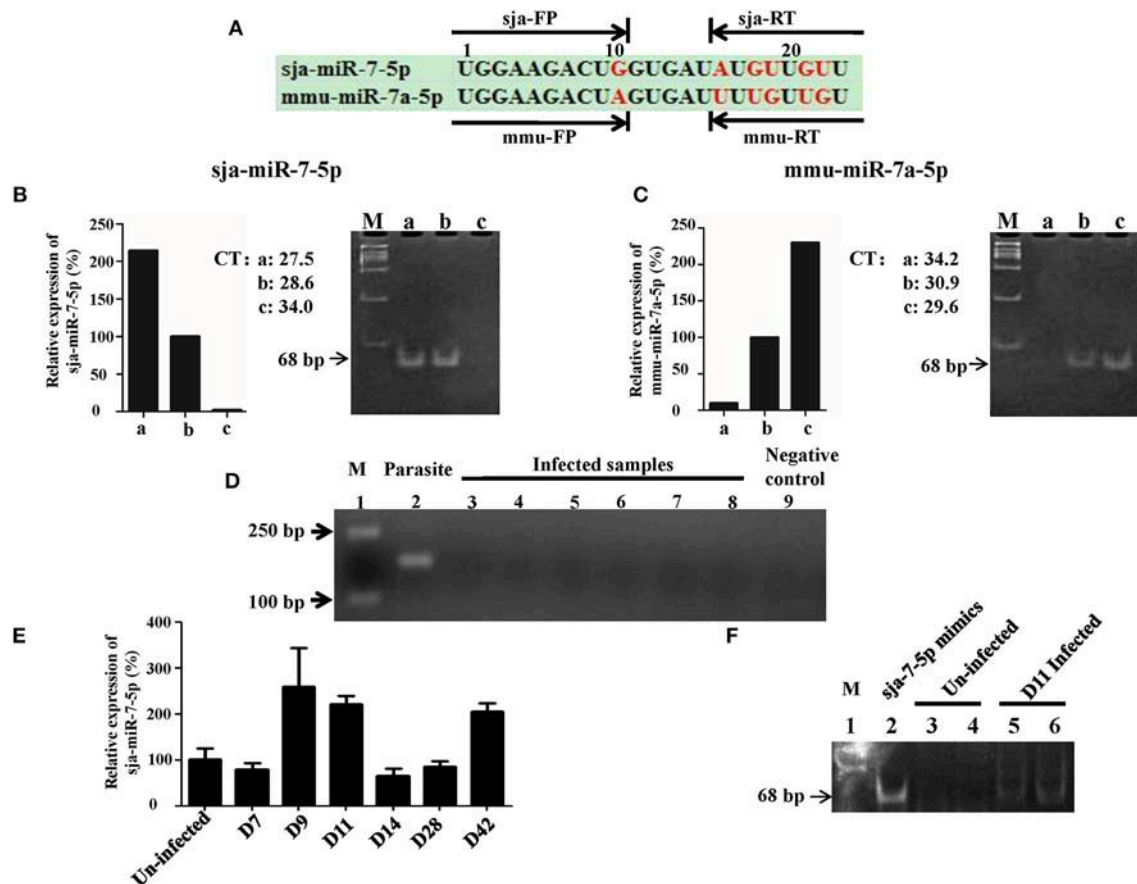 A
sja-FP
sja-RT
1 10 20
sja-miR-7-5p UGGAAGACUGGUGAUAUGUUGUU
mmu-miR-7a-5p UGGAAGACUAGUGAUUUUGUUGU
mmu-FP
mmu-RT
sja-miR-7-5p
B
Relative expression of
sja-miR-7-5p (%)
250
200
150
100
50
0
a b c
CT: a: 27.5
b: 28.6
c: 34.0
M a b c
68 bp
mmu-miR-7a-5p
C
Relative expression of
mmu-miR-7a-5p (%)
250
200
150
100
50
0
a b c
CT: a: 34.2
b: 30.9
c: 29.6
M a b c
68 bp
D
M Parasite Infected samples Negative
control
1 2 3 4 5 6 7 8 9
250 bp
100 bp
E
Relative expression of
sja-miR-7-5p (%)
400
300
200
100
0
Un-infected D7 D9 D11 D14 D28 D42
F
M sja-7-5p mimics Un-infected D11 Infected
1 2 3 4 5 6
68 bp